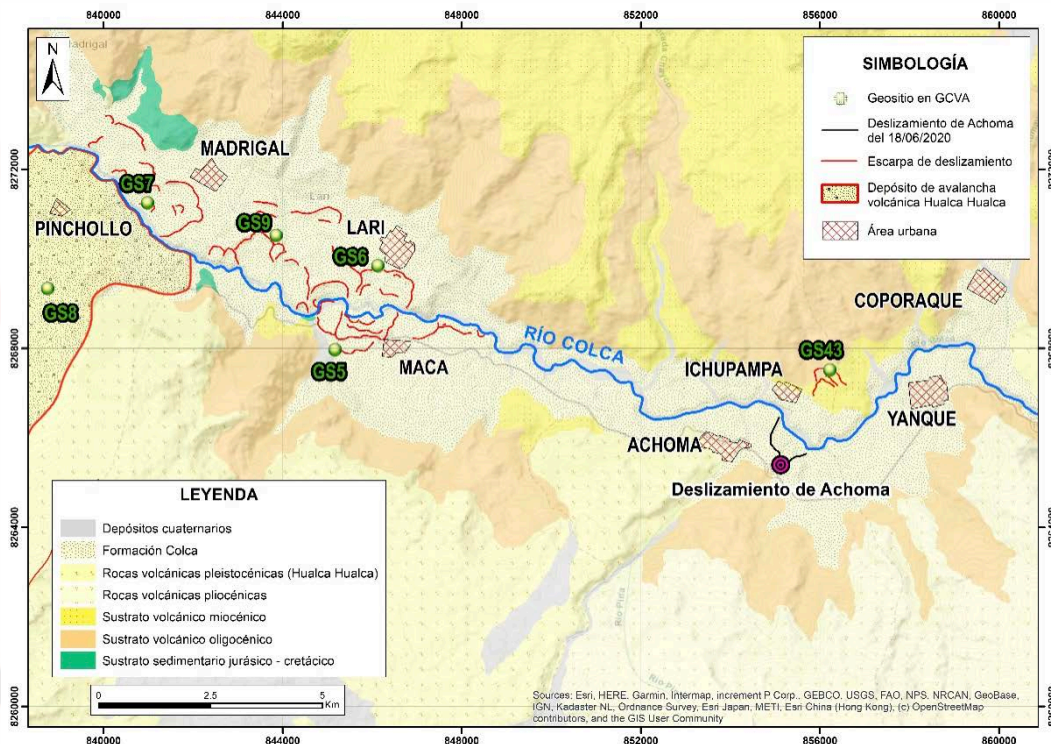 840000 844000 848000 852000 856000 860000
Madrigal
N
SIMBOLOGÍA
Geositio en GCVA
Deslizamiento de Achoma
del 18/06/2020
Escarpa de deslizamiento
Depósito de avalancha
volcánica Hualca Hualca
Área urbana
8272000
8272000
MADRIGAL
GS7
PINCHOLLO
Lari
GS9
LARI
GS6
GS8
COPORAQUE
RÍO COLCA
8268000
8268000
GS43
GS5
MACA
ICHUPAMPA
YANQUE
ACHOMA
Deslizamiento de Achoma
8264000
8264000
LEYENDA
Depósitos cuaternarios
Formación Colca
Rocas volcánicas pleistocénicas (Hualca Hualca)
Rocas volcánicas pliocénicas
Sustrato volcánico miocénico
Sustrato volcánico oligocénico
Sustrato sedimentario jurásico - cretácico
0 2.5 5
Km
Sources: Esri, HERE, Garmin, Intermap, increment P Corp., GEBCO, USGS, FAO, NPS, NRCAN, GeoBase,
IGN, Kadaster NL, Ordnance Survey, Esri Japan, METI, Esri China (Hong Kong), (c) OpenStreetMap
contributors, and the GIS User Community
8260000
840000 844000 848000 852000 856000 860000